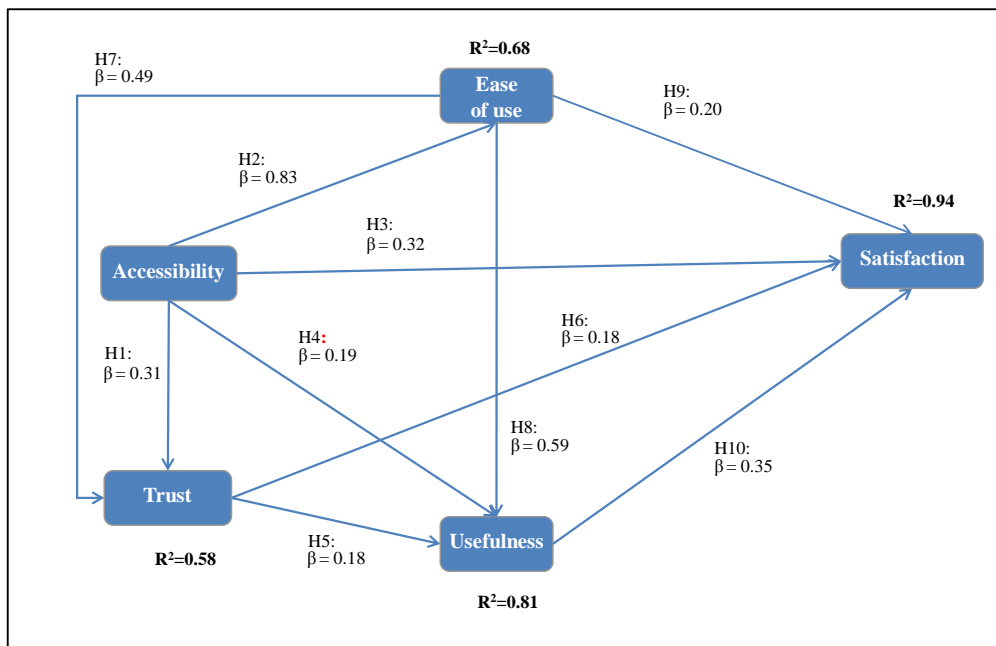 R²=0.68
H7:
β = 0.49
Ease
of use
H9:
β = 0.20
H2:
β = 0.83
R²=0.94
H3:
β = 0.32
Accessibility
Satisfaction
H6:
β = 0.18
H4:
β = 0.19
H1:
β = 0.31
H8:
β = 0.59
H10:
β = 0.35
Trust
Usefulness
H5:
β = 0.18
R²=0.58
R²=0.81